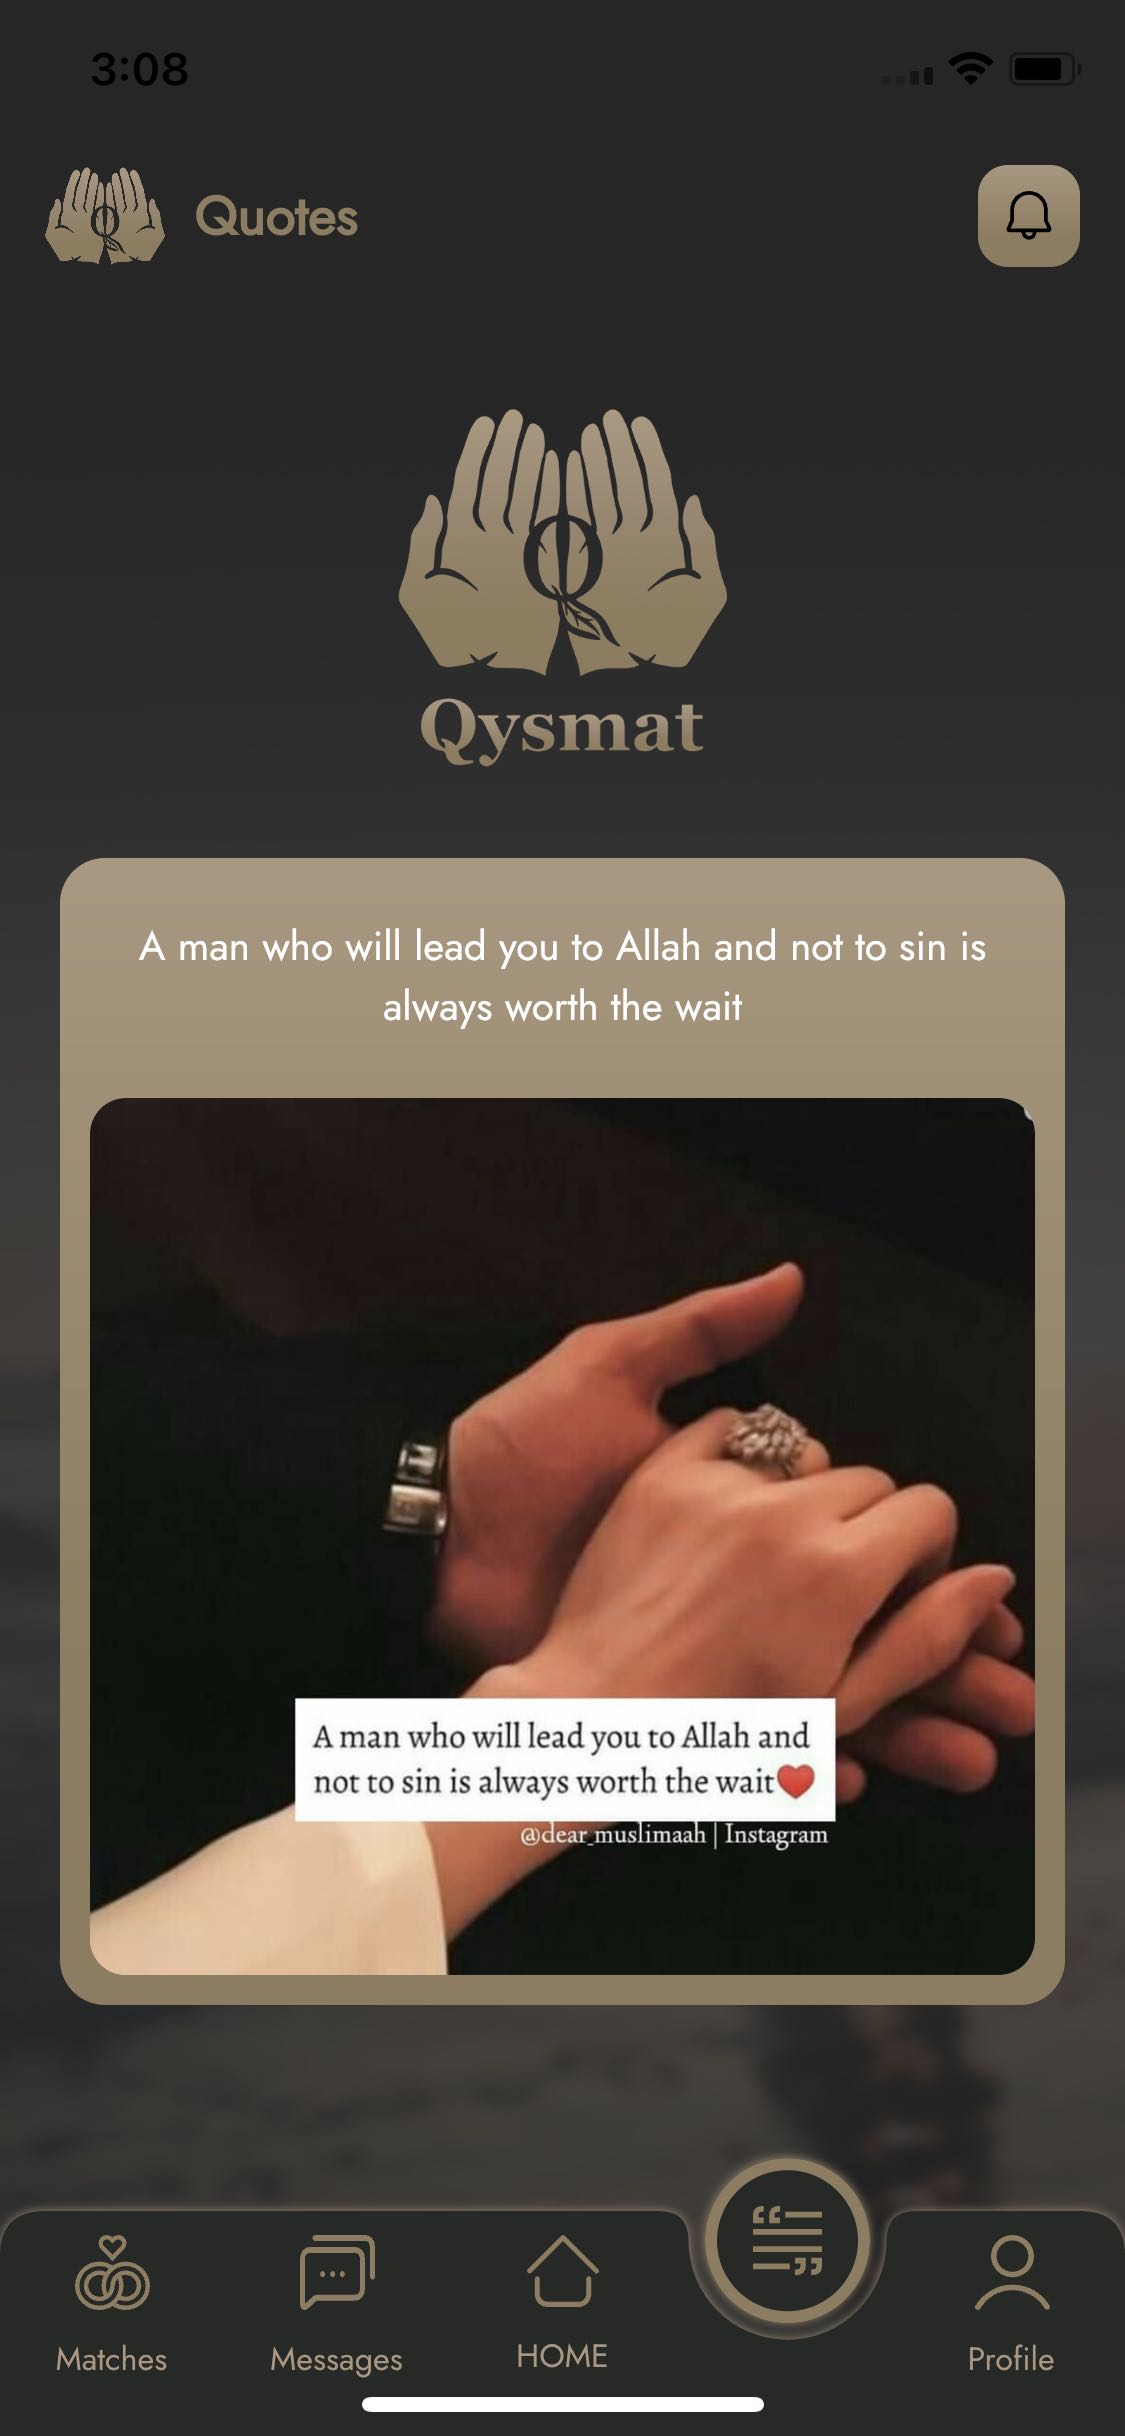 3:08
Quotes
Q
Q
Qysmat
A man who will lead you to Allah and not to sin is
always worth the wait
A man who will lead you to Allah and
not to sin is always worth the wait❤️
@dear_muslimaah | Instagram
Matches
Messages
HOME
Profile